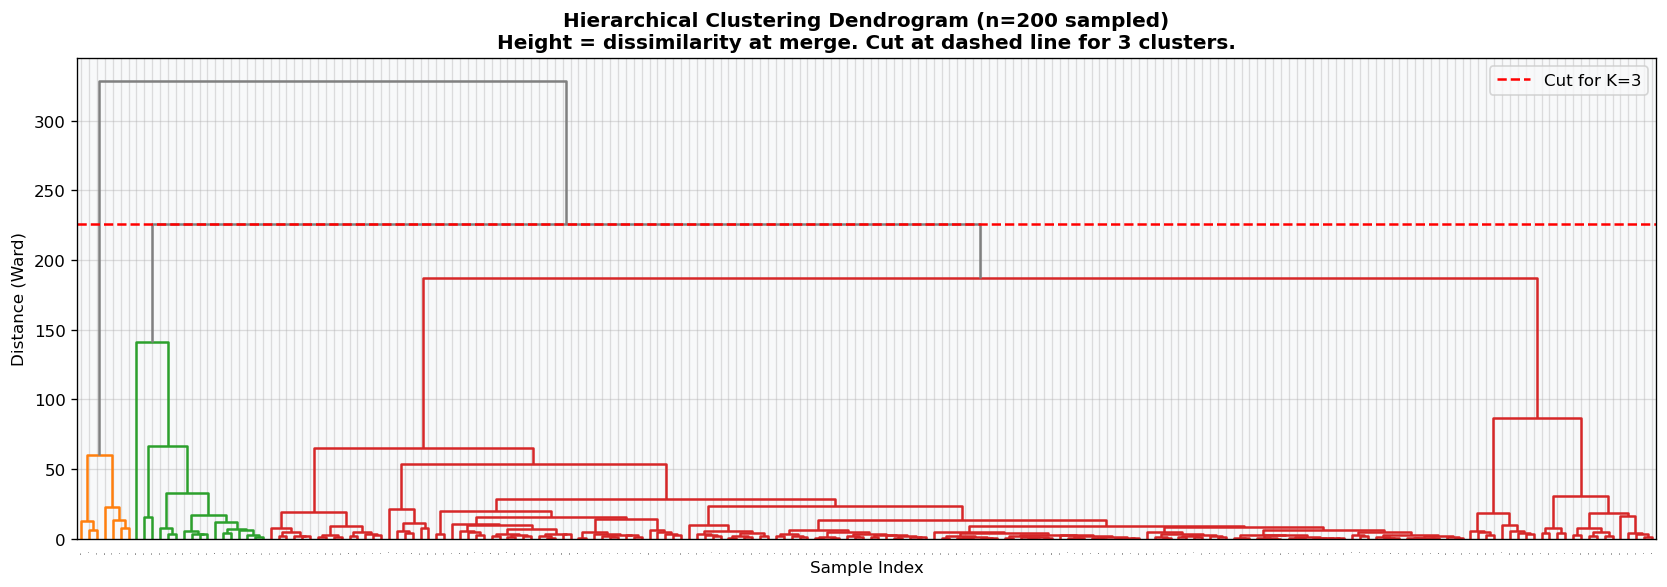 Hierarchical Clustering Dendrogram (n=200 sampled)
Height = dissimilarity at merge. Cut at dashed line for 3 clusters.
Cut for K=3
300
250
200
150
100
50
0
Distance (Ward)
Sample Index